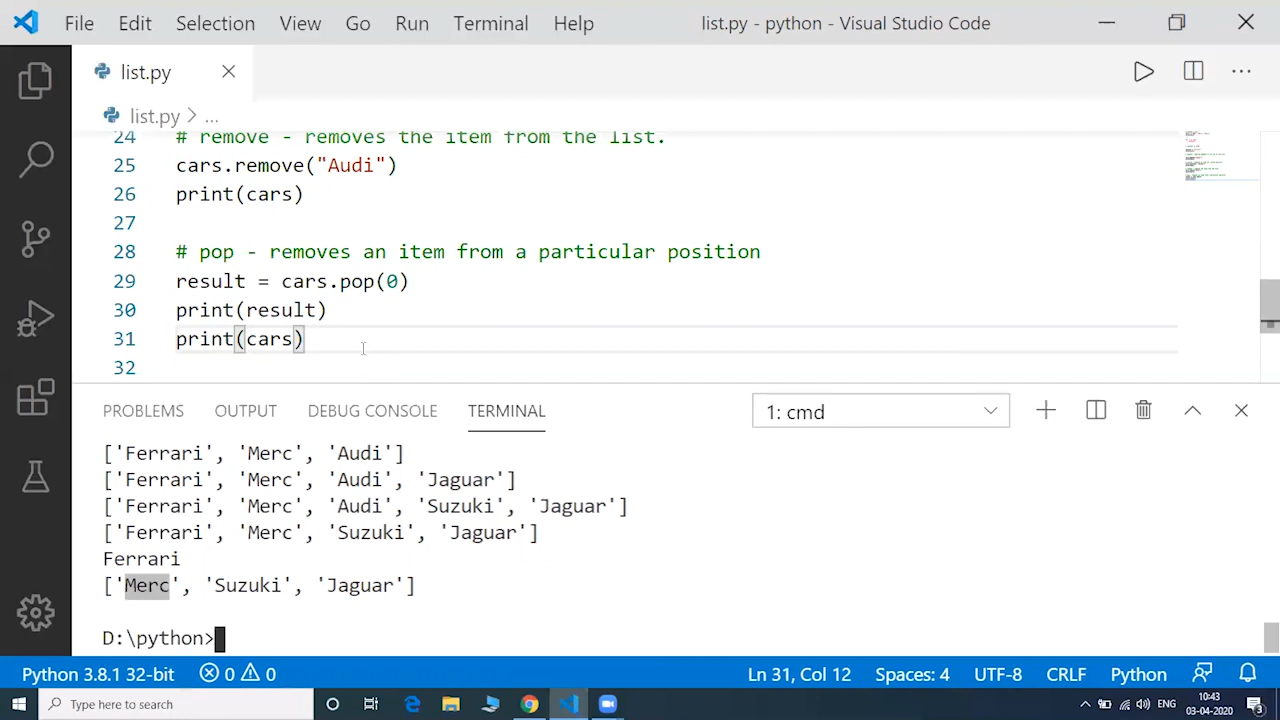 File Edit Selection View Go Run Terminal Help list.py - python - Visual Studio Code
list.py
list.py > ...
24 # remove - removes the item from the list.
25 cars.remove("Audi")
26 print(cars)
27
28 # pop - removes an item from a particular position
29 result = cars.pop(0)
30 print(result)
31 print(cars)
32
PROBLEMS OUTPUT DEBUG CONSOLE TERMINAL 1: cmd
['Ferrari', 'Merc', 'Audi']
['Ferrari', 'Merc', 'Audi', 'Jaguar']
['Ferrari', 'Merc', 'Audi', 'Suzuki', 'Jaguar']
['Ferrari', 'Merc', 'Suzuki', 'Jaguar']
Ferrari
['Merc', 'Suzuki', 'Jaguar']
D:\python>
Python 3.8.1 32-bit 0 0 Ln 31, Col 12 Spaces: 4 UTF-8 CRLF Python
Type here to search ENG 10:43
03-04-2020